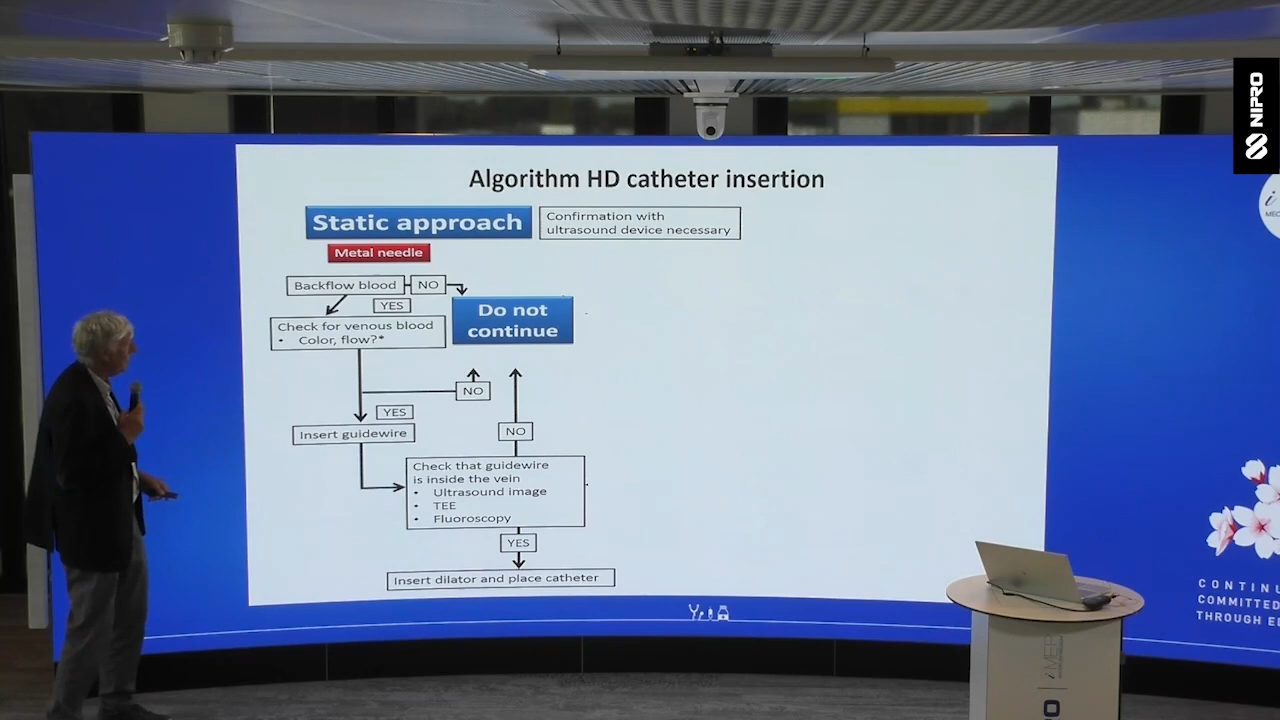 Algorithm HD catheter insertion
Static approach
Confirmation with
ultrasound device necessary
Metal needle
Backflow blood
NO
YES
Do not
continue
Check for venous blood
• Color, flow?*
NO
YES
Insert guidewire
NO
Check that guidewire
is inside the vein
• Ultrasound image
• TEE
• Fluoroscopy
YES
Insert dilator and place catheter
NIPRO
CONTINU
COMMITTED
THROUGH E